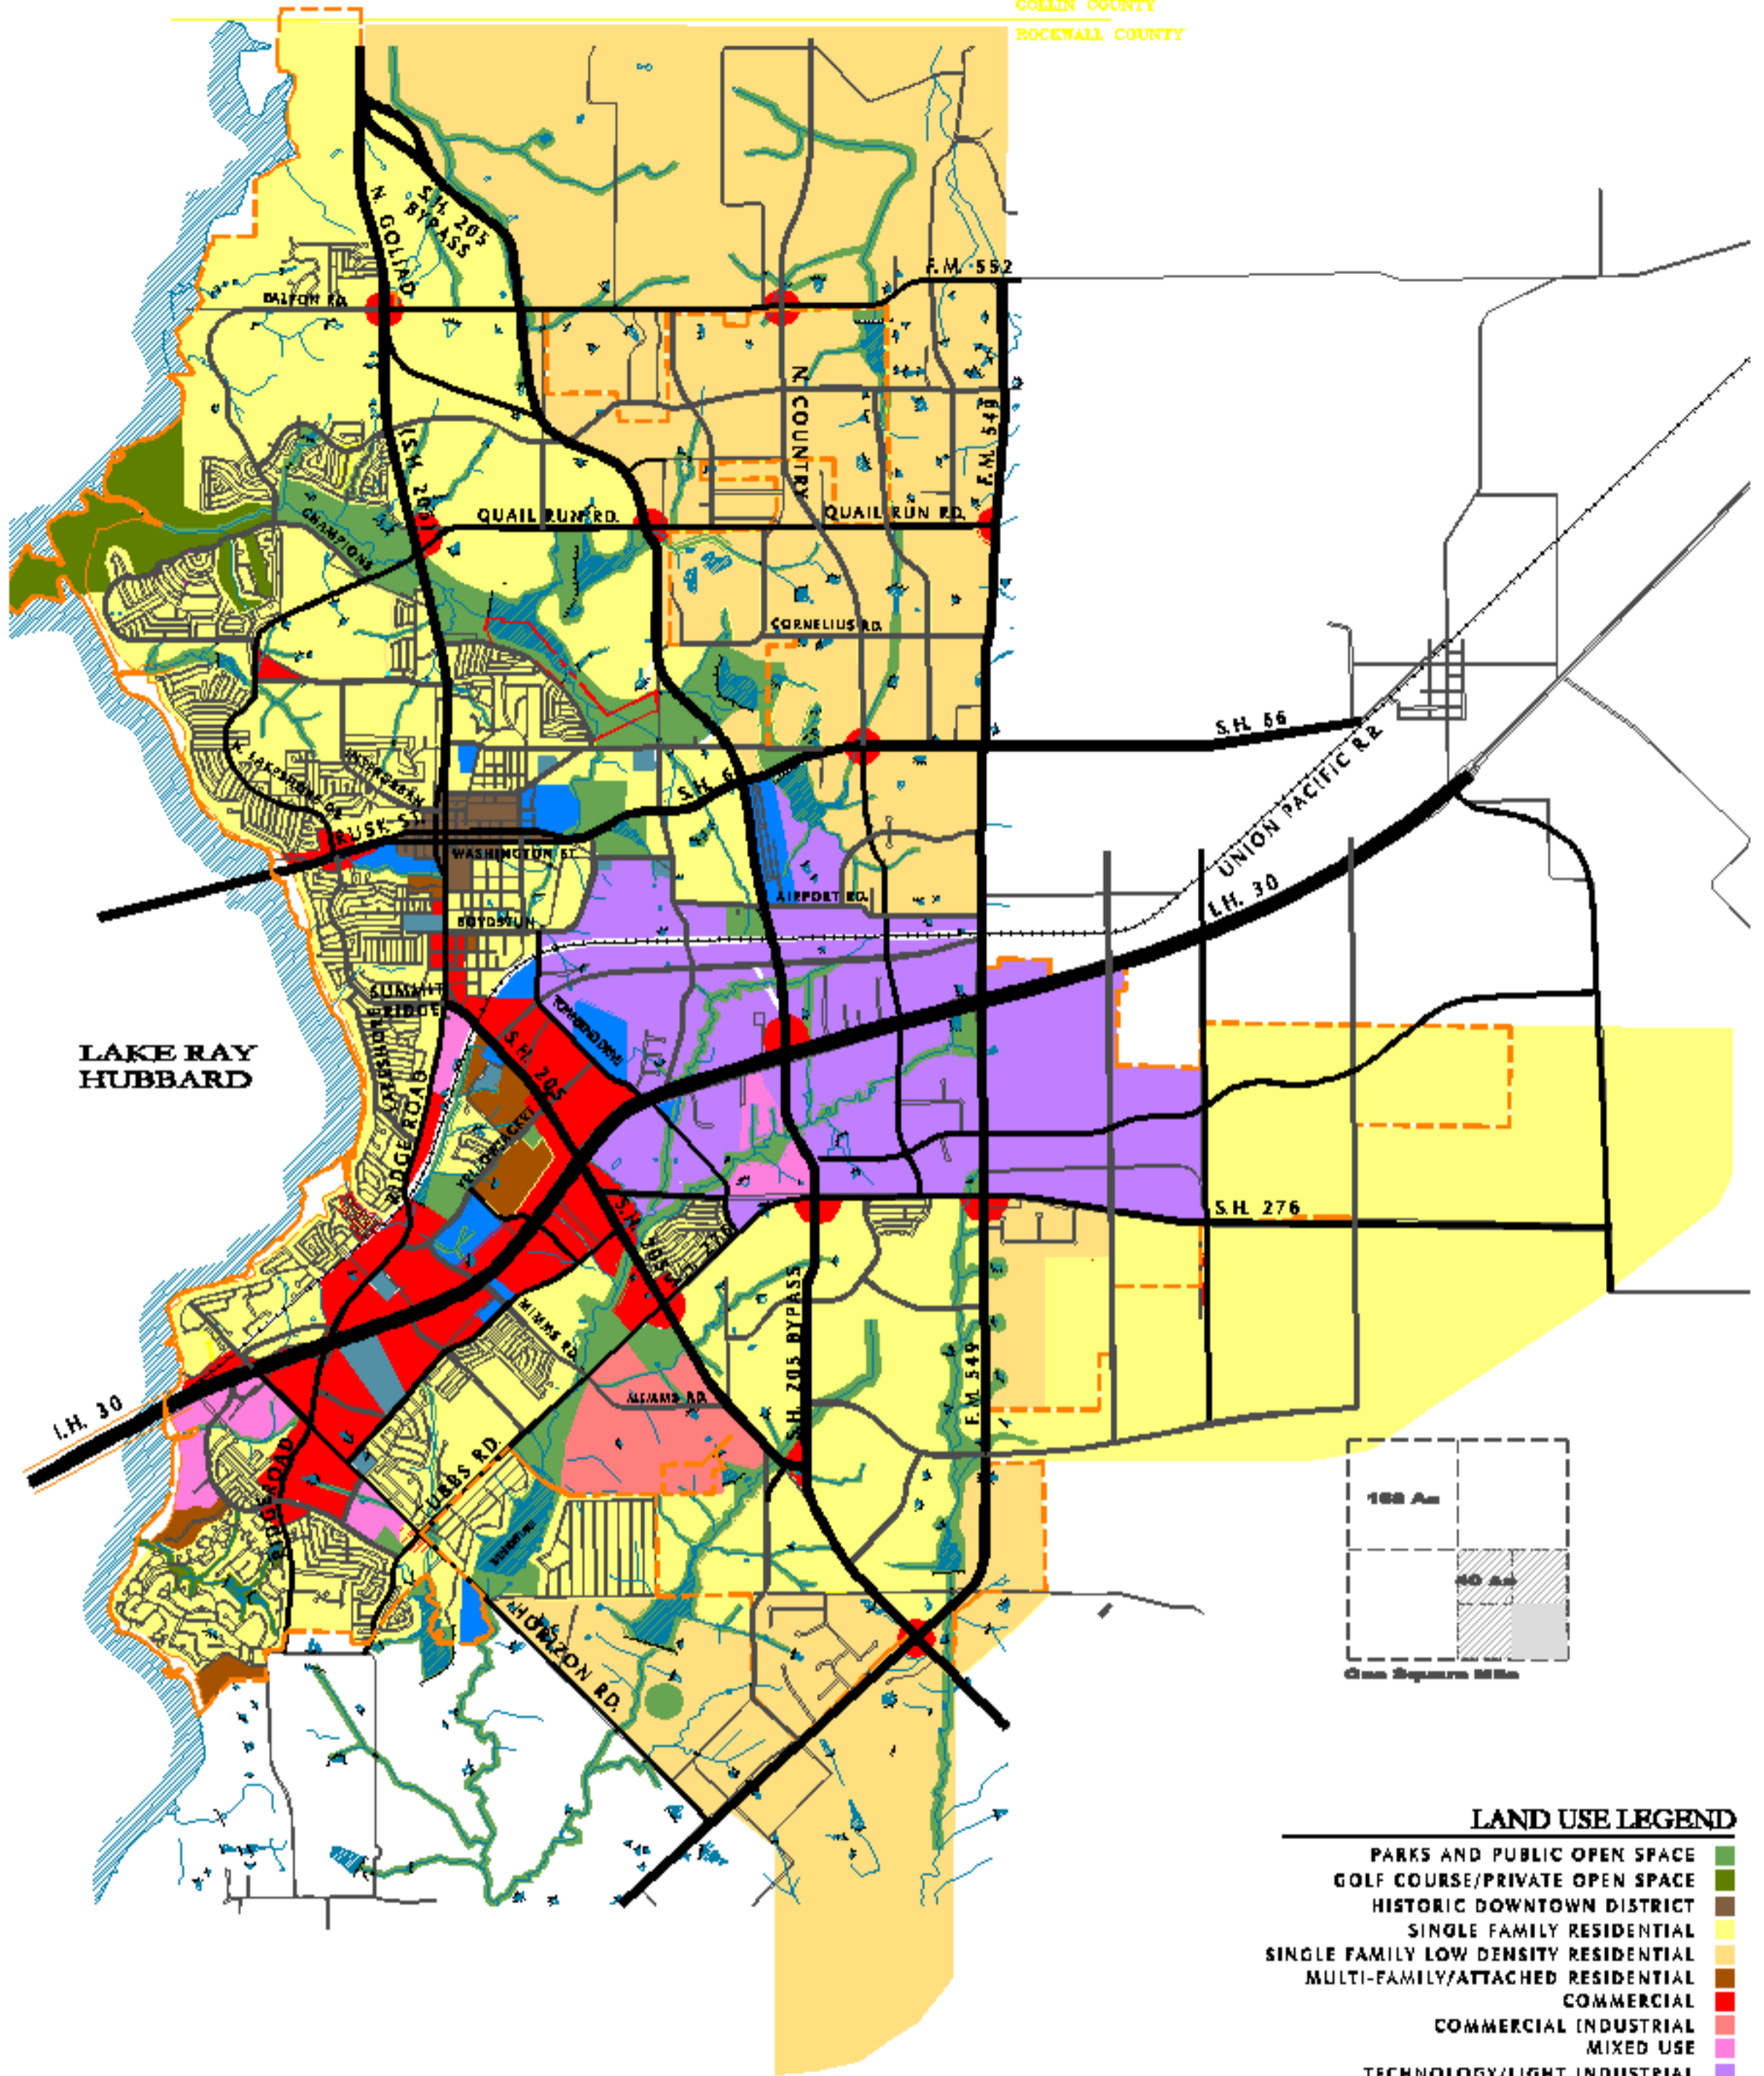 COLLIN COUNTY
ROCKWALL COUNTY
S.H. 205
BYPASS
N. GOLIAD
F.M. 552
DALTON RD.
N. COUNTRY
F.M. 549
QUAIL RUN RD.
QUAIL RUN RD.
CHAMPIONS
CORNELIUS RD.
S.H. 66
UNION PACIFIC R.R.
N. LAKESHORE DR.
S.H. 6
RUSK ST.
WASHINGTON ST.
AIRPORT RD.
I.H. 30
BOYDSTUN
SUMMIT
RIDGE
LAKE RAY
HUBBARD
RIDGE ROAD
S.H. 205
S.H. 276
276
MIMMS RD.
S.H. 205 BYPASS
F.M 549
I.H. 30
RIDGE ROAD
UBBS RD.
HORIZON RD.
160 Ac
40 Ac
One Square Mile
LAND USE LEGEND
PARKS AND PUBLIC OPEN SPACE
GOLF COURSE/PRIVATE OPEN SPACE
HISTORIC DOWNTOWN DISTRICT
SINGLE FAMILY RESIDENTIAL
SINGLE FAMILY LOW DENSITY RESIDENTIAL
MULTI-FAMILY/ATTACHED RESIDENTIAL
COMMERCIAL
COMMERCIAL INDUSTRIAL
MIXED USE
TECHNOLOGY/LIGHT INDUSTRIAL